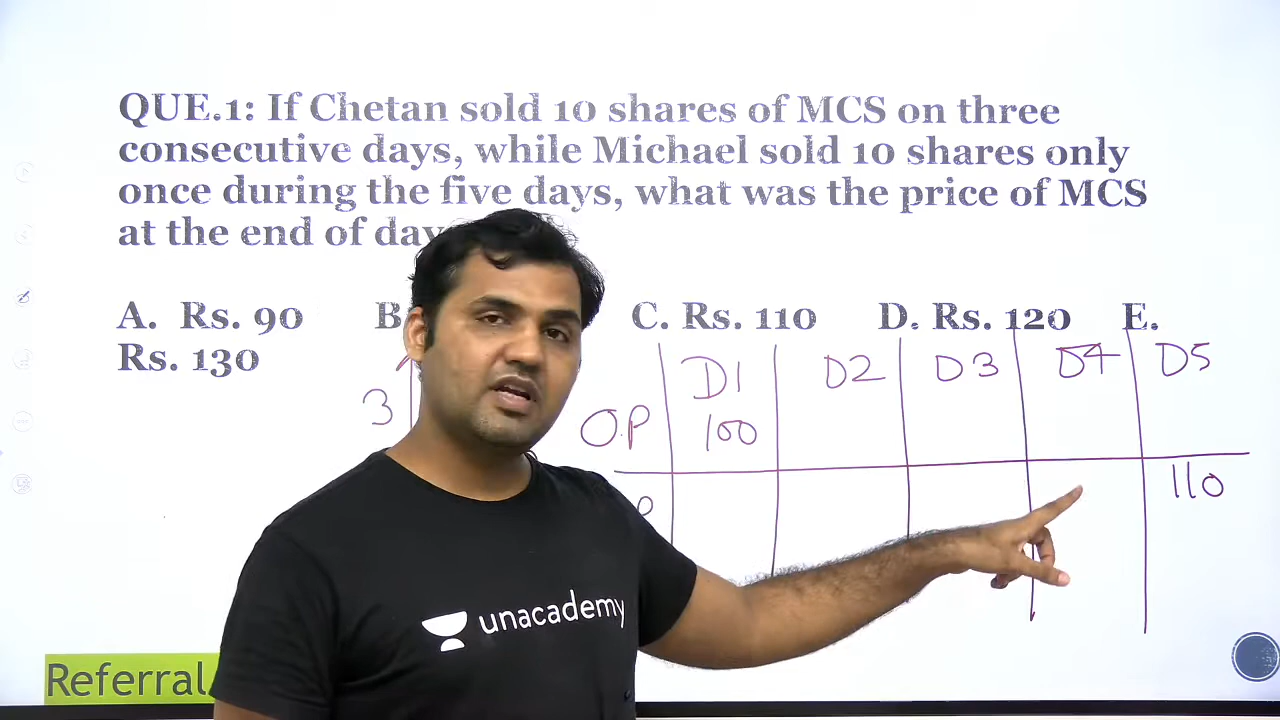 QUE.1: If Chetan sold 10 shares of MCS on three
consecutive days, while Michael sold 10 shares only
once during the five days, what was the price of MCS
at the end of day
A. Rs. 90 B. C. Rs. 110 D. Rs. 120 E.
Rs. 130
D1 D2 D3 D4 D5
3
O.P 100
110
unacademy
Referral